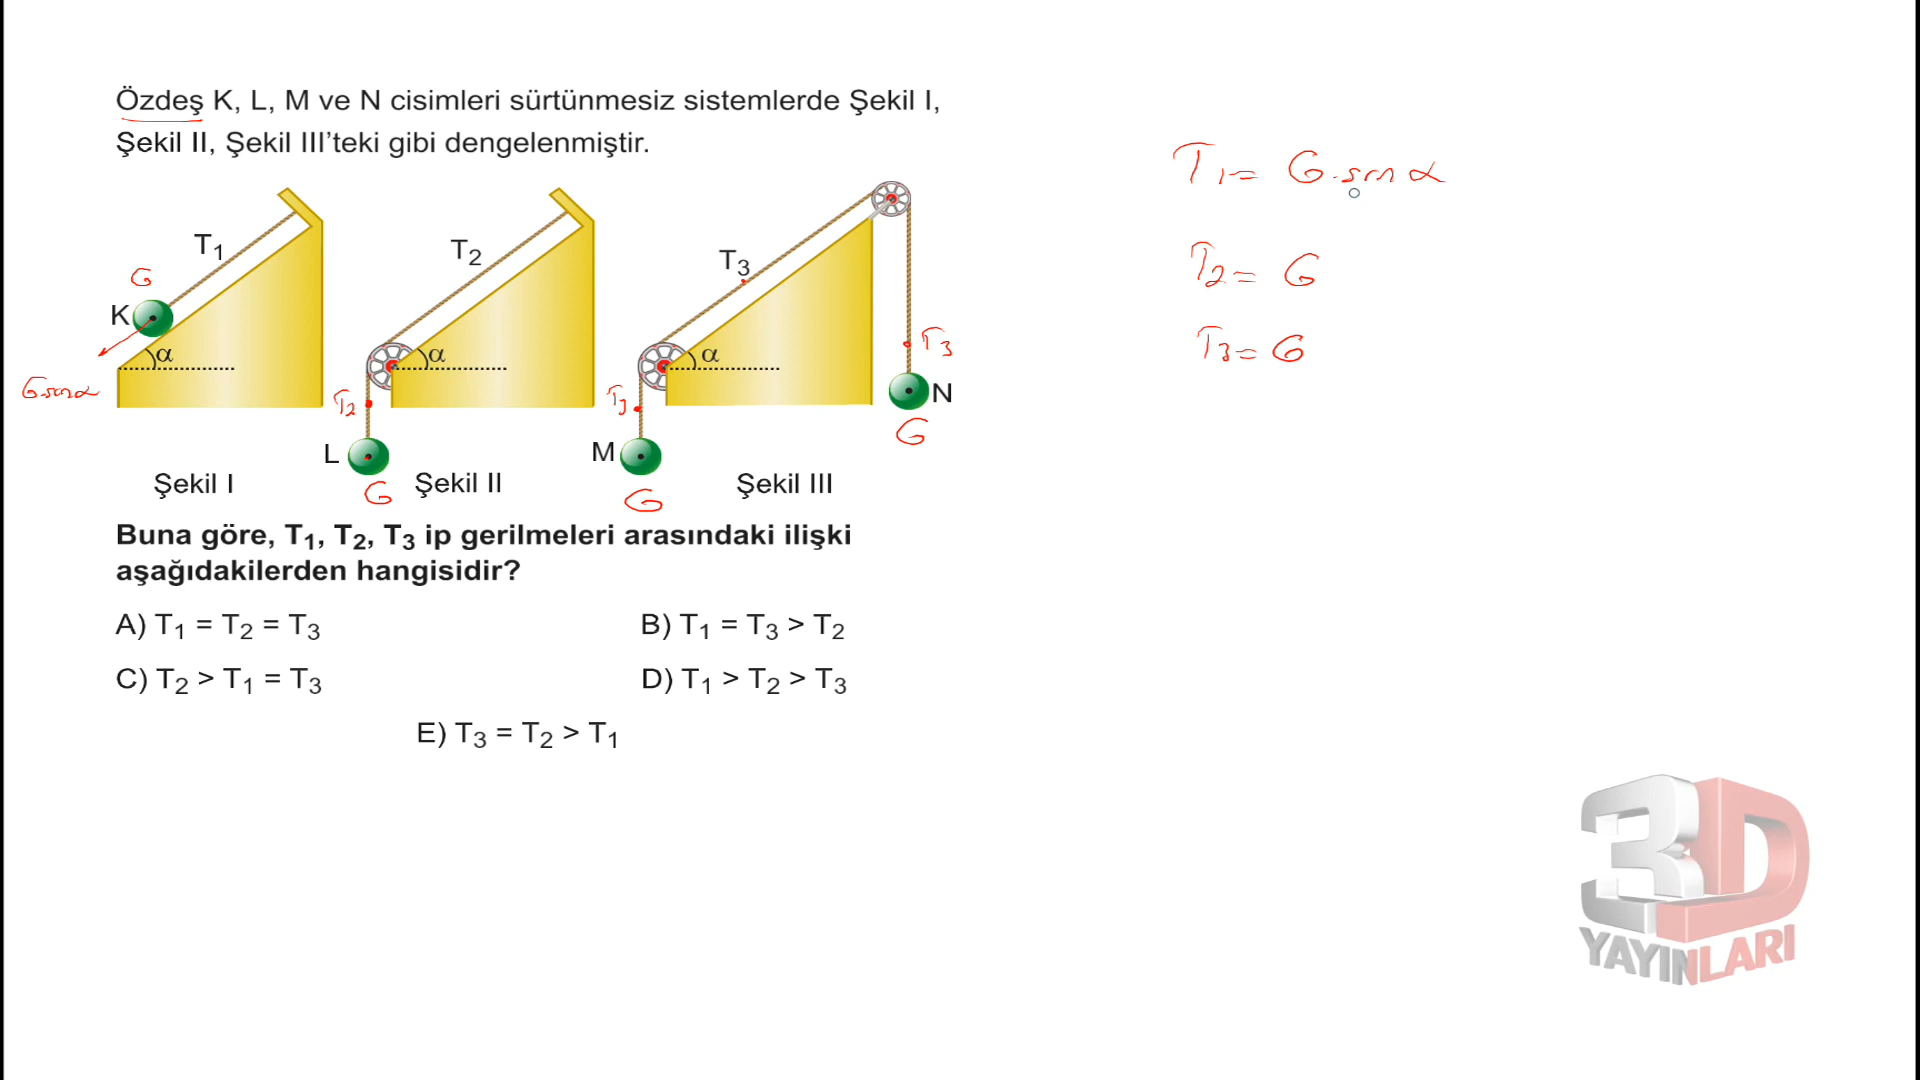 Özdeş K, L, M ve N cisimleri sürtünmesiz sistemlerde Şekil I,
Şekil II, Şekil III'teki gibi dengelenmiştir.
T₁ = G.sinα
T₂ = G
T₃ = G
T₁
G
K
α
G.sinα
Şekil I
T₂
α
T₂
L
G
Şekil II
T₃
α
T₃
M
G
T₃
N
G
Şekil III
Buna göre, T₁, T₂, T₃ ip gerilmeleri arasındaki ilişki
aşağıdakilerden hangisidir?
A) T₁ = T₂ = T₃
B) T₁ = T₃ > T₂
C) T₂ > T₁ = T₃
D) T₁ > T₂ > T₃
E) T₃ = T₂ > T₁
3D
YAYINLARI